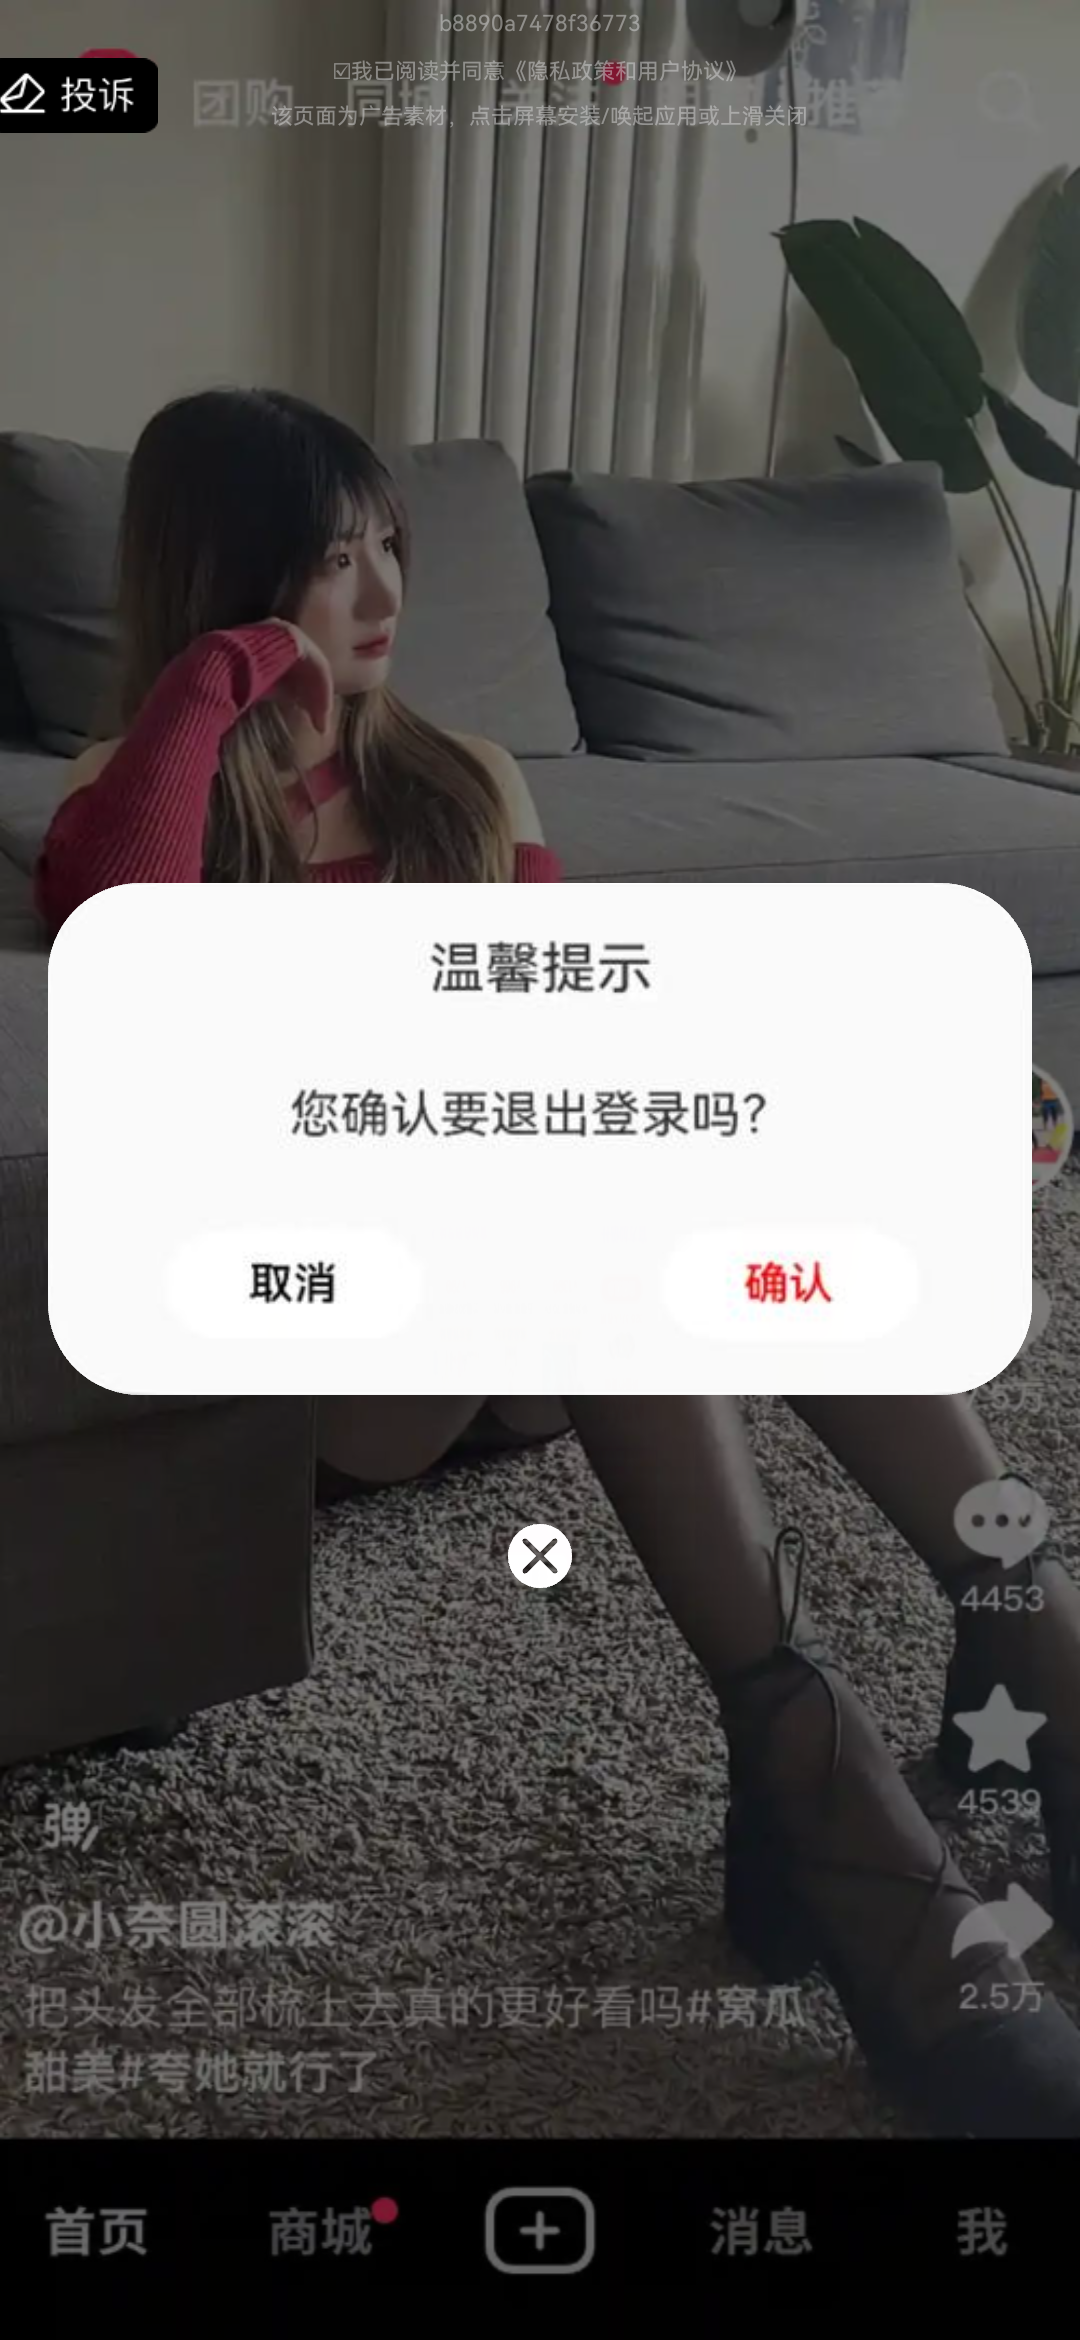 b8890a7478f36773
☑我已阅读并同意《隐私政策和用户协议》
投诉
团购
该页面为广告素材，点击屏幕安装/唤起应用或上滑关闭
温馨提示
您确认要退出登录吗？
取消
确认
4453
4539
弹
@小奈圆滚滚
2.5万
把头发全部梳上去真的更好看吗#窝瓜
甜美#夸她就行了
首页
商城
消息
我